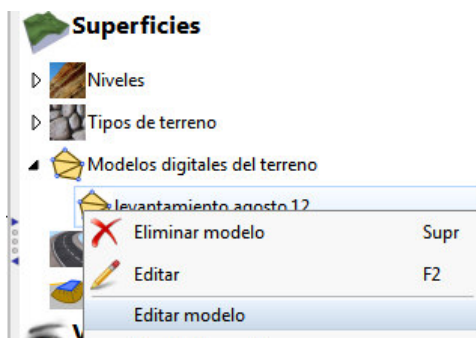 Superficies
Niveles
Tipos de terreno
Modelos digitales del terreno
levantamiento agosto 12
Eliminar modelo Supr
Editar F2
Editar modelo